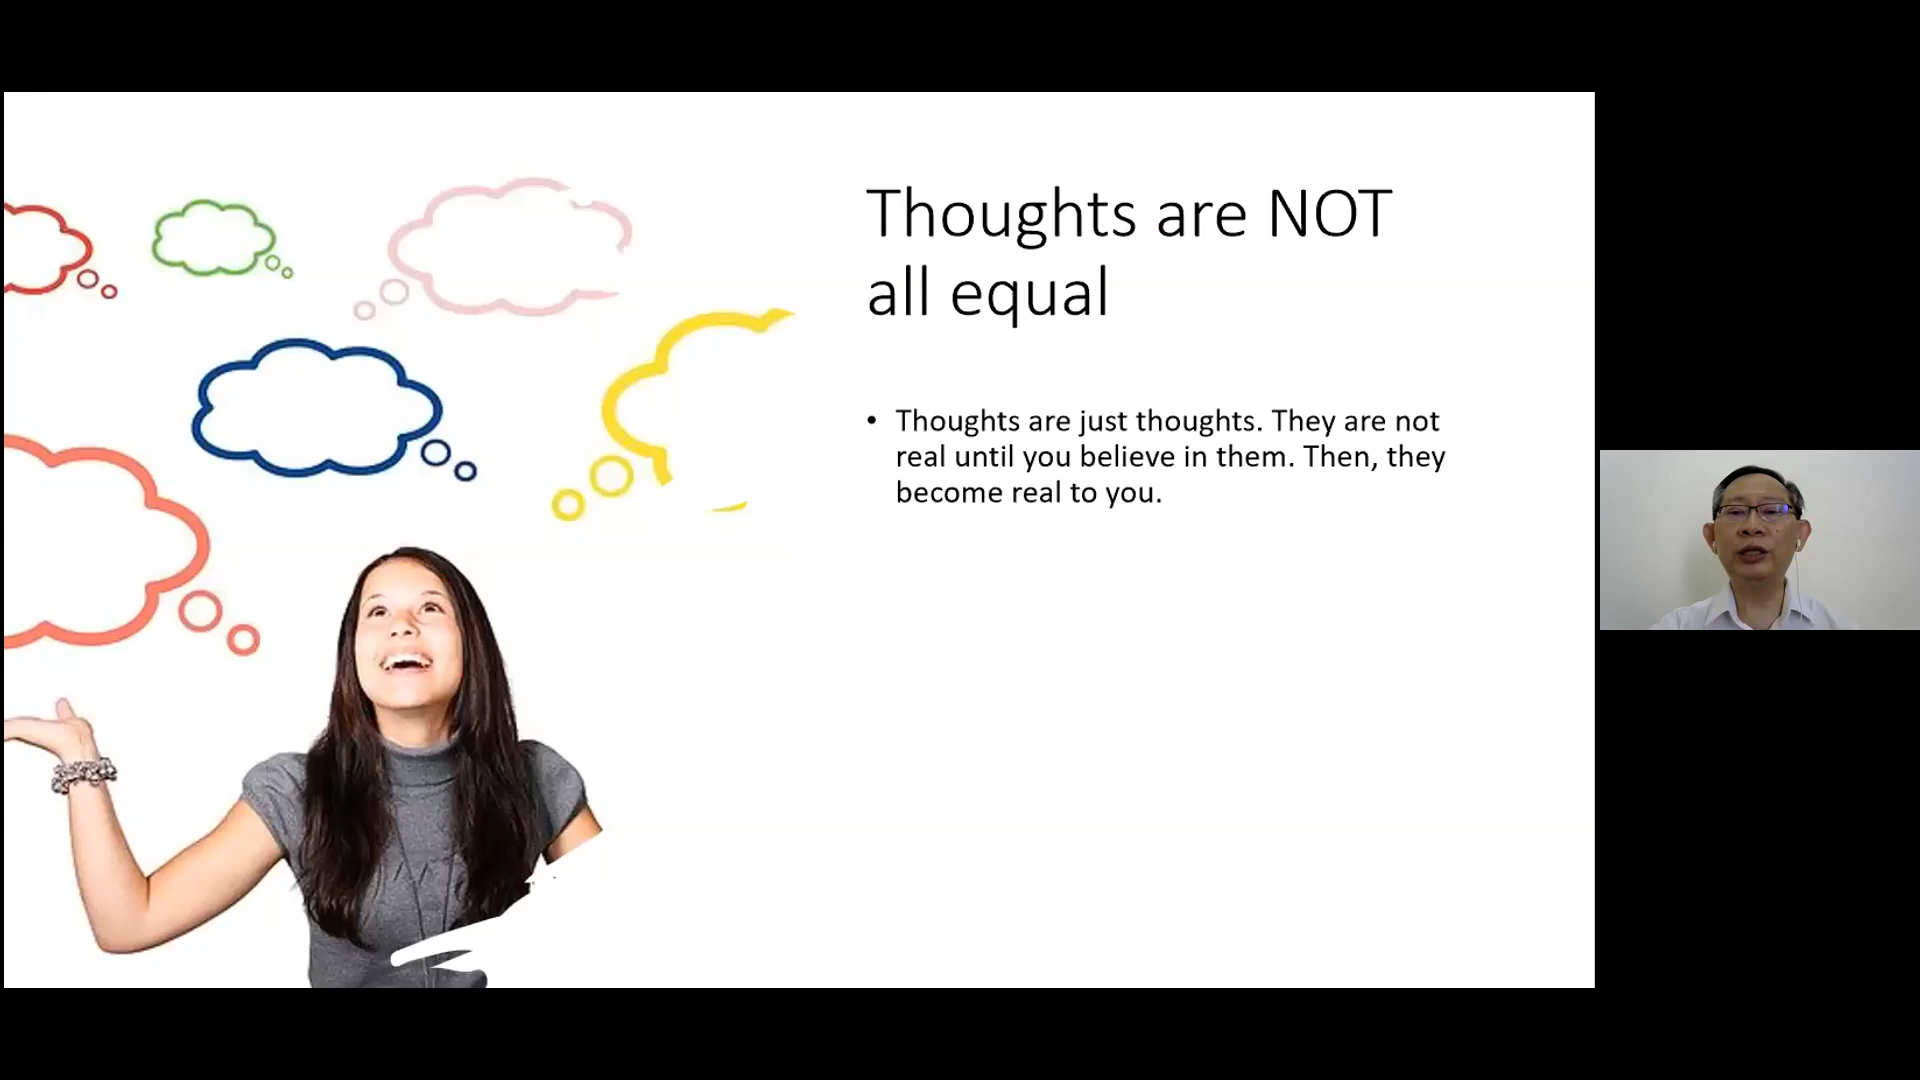 Thoughts are NOT
all equal
• Thoughts are just thoughts. They are not
real until you believe in them. Then, they
become real to you.